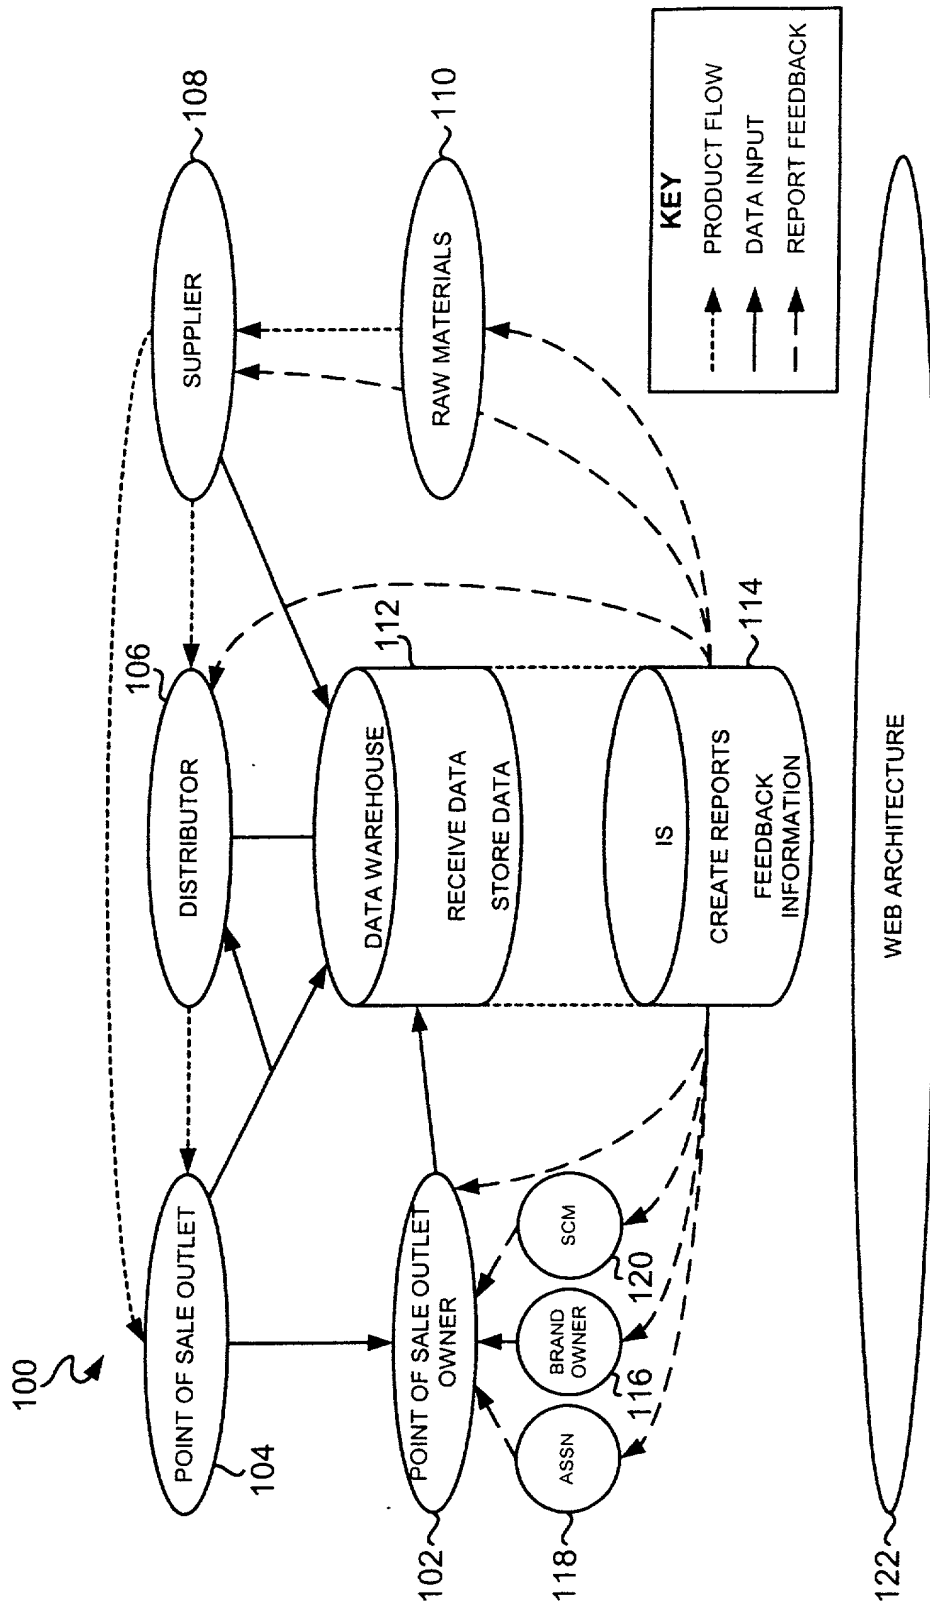 100
POINT OF SALE OUTLET
104
DISTRIBUTOR
106
SUPPLIER
108
POINT OF SALE OUTLET
OWNER
102
DATA WAREHOUSE
RECEIVE DATA
STORE DATA
112
RAW MATERIALS
110
ASSN
118
BRAND
OWNER
116
SCM
120
IS
CREATE REPORTS
FEEDBACK
INFORMATION
114
KEY
PRODUCT FLOW
DATA INPUT
REPORT FEEDBACK
WEB ARCHITECTURE
122